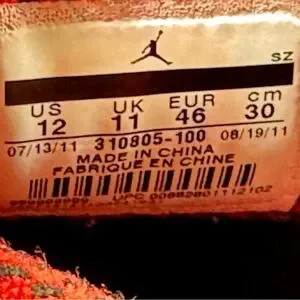 SZ
US UK EUR cm
12 11 46 30
07/13/11 310805-100 08/19/11
MADE IN CHINA
FABRIQUE EN CHINE
UPC